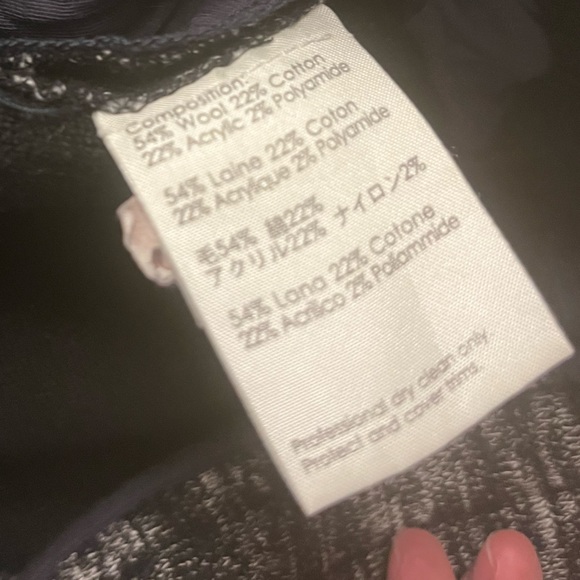 Composition:
54% Wool 22% Cotton
22% Acrylic 2% Polyamide
54% Laine 22% Coton
22% Acrylique 2% Polyamide
毛54% 綿22%
アクリル22% ナイロン2%
54% Lana 22% Cotone
22% Acrilico 2% Poliammide
Professional dry clean only.
Protect and cover trims.